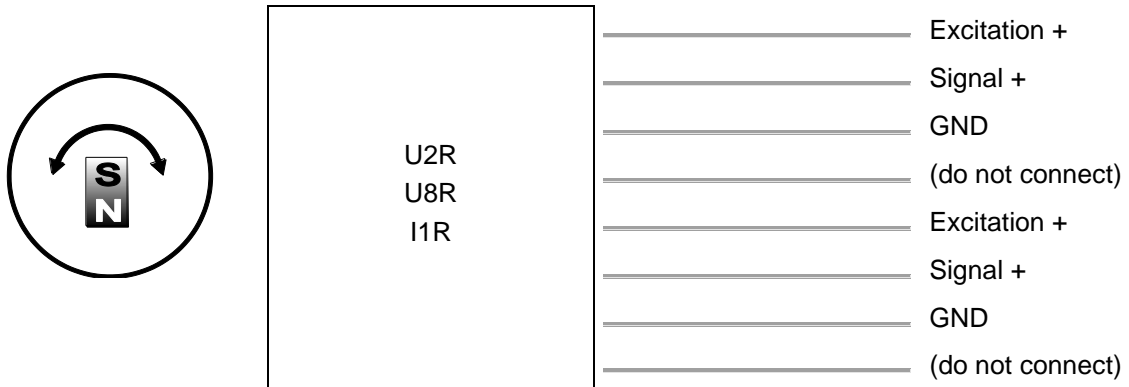 S
N
U2R
U8R
I1R
Excitation +
Signal +
GND
(do not connect)
Excitation +
Signal +
GND
(do not connect)